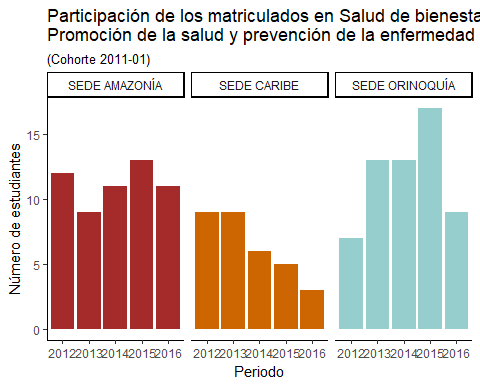 Participación de los matriculados en Salud de
Promoción de la salud y prevención de la enfermedad
(Cohorte 2011-01)
SEDE AMAZONÍA SEDE CARIBE SEDE ORINOQUÍA
Número de estudiantes
15
10
5
0
2012 2013 2014 2015 2016 2012 2013 2014 2015 2016 2012 2013 2014 2015 2016
Periodo